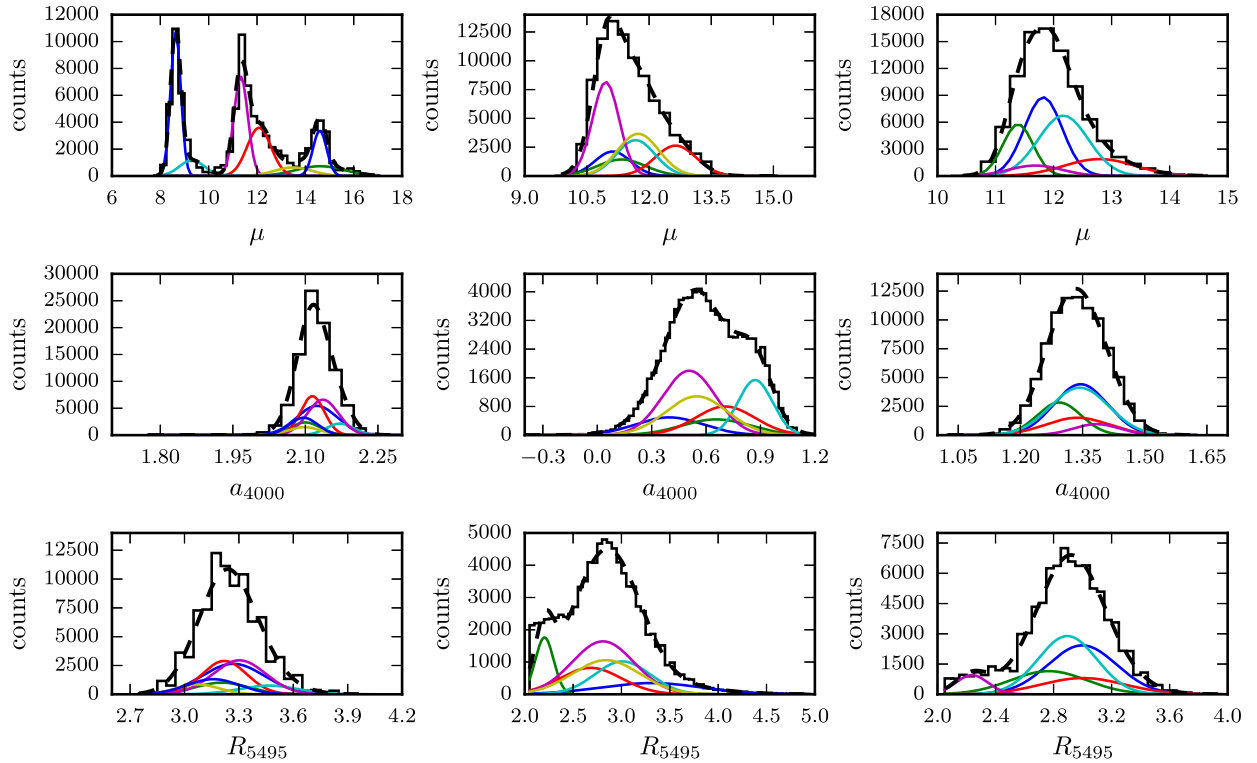 12000 10000 8000 6000 4000 2000 0
counts
6 8 10 12 14 16 18
μ
12500 10000 7500 5000 2500 0
counts
9.0 10.5 12.0 13.5 15.0
μ
18000 15000 12000 9000 6000 3000 0
counts
10 11 12 13 14 15
μ
30000 25000 20000 15000 10000 5000 0
counts
1.80 1.95 2.10 2.25
a4000
4000 3200 2400 1600 800 0
counts
−0.3 0.0 0.3 0.6 0.9 1.2
a4000
12500 10000 7500 5000 2500 0
counts
1.05 1.20 1.35 1.50 1.65
a4000
12500 10000 7500 5000 2500 0
counts
2.7 3.0 3.3 3.6 3.9 4.2
R5495
5000 4000 3000 2000 1000 0
counts
2.0 2.5 3.0 3.5 4.0 4.5 5.0
R5495
7500 6000 4500 3000 1500 0
counts
2.0 2.4 2.8 3.2 3.6 4.0
R5495